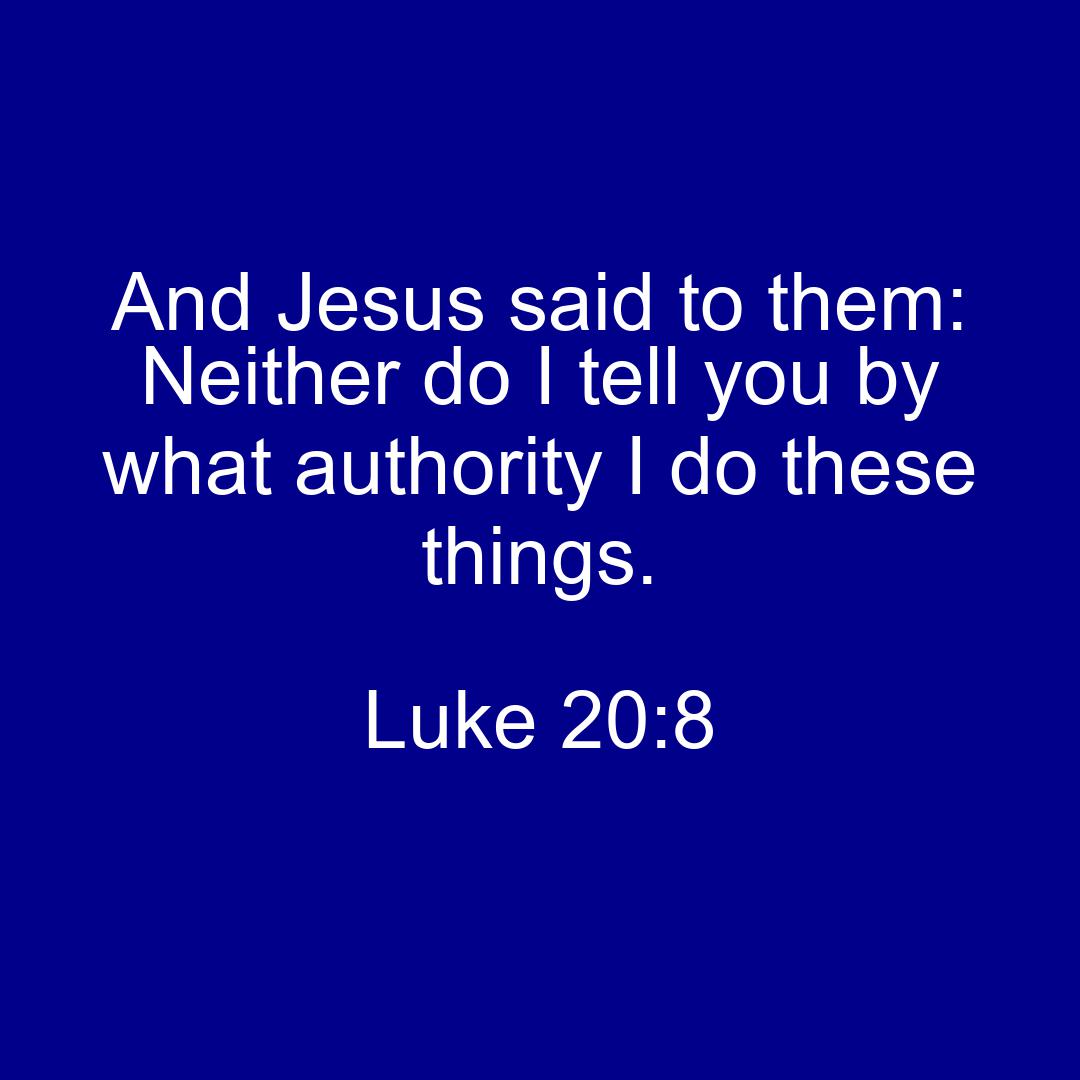 And Jesus said to them:
Neither do I tell you by
what authority I do these
things.
Luke 20:8